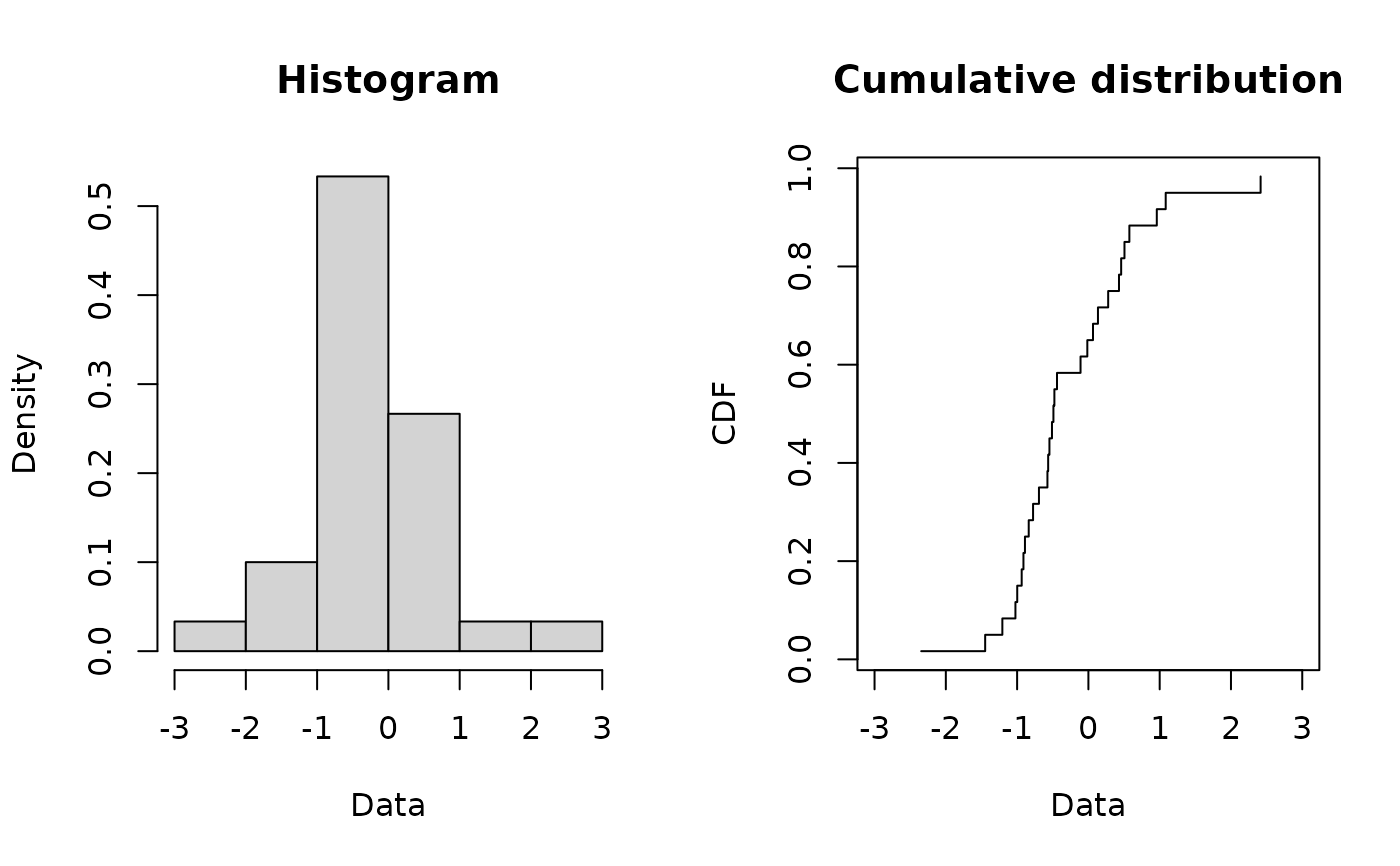 Histogram
Density
0.0 0.1 0.2 0.3 0.4 0.5
-3 -2 -1 0 1 2 3
Data
Cumulative distribution
CDF
0.0 0.2 0.4 0.6 0.8 1.0
-3 -2 -1 0 1 2 3
Data